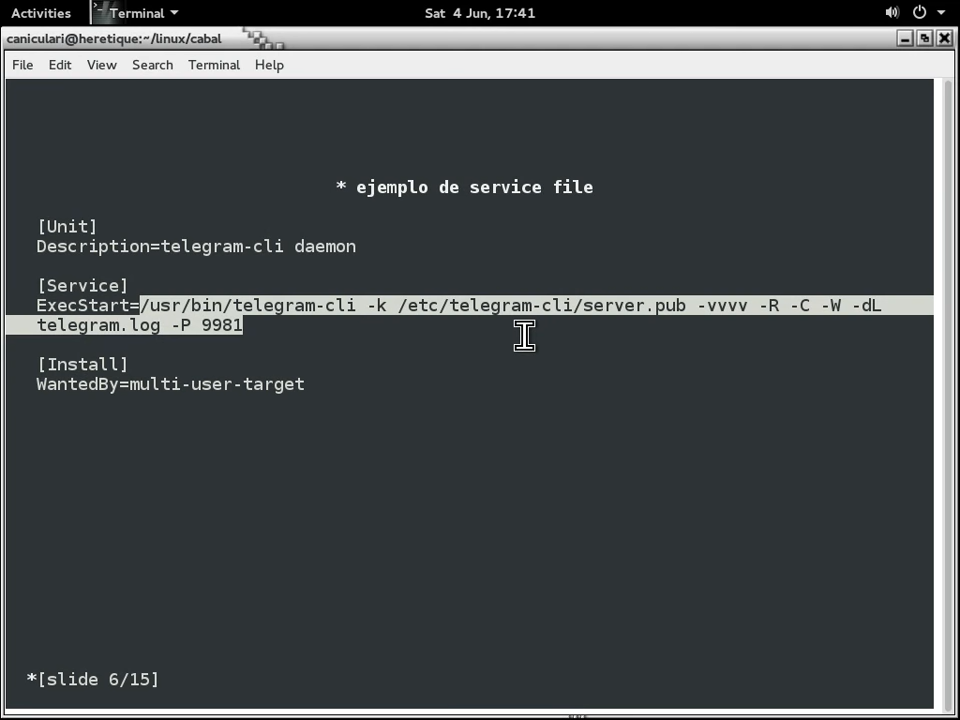 Activities Terminal Sat 4 Jun, 17:41
caniculari@heretique:~/linux/cabal
File Edit View Search Terminal Help
* ejemplo de service file
[Unit]
Description=telegram-cli daemon
[Service]
ExecStart=/usr/bin/telegram-cli -k /etc/telegram-cli/server.pub -vvvv -R -C -W -dL
telegram.log -P 9981
[Install]
WantedBy=multi-user-target
*[slide 6/15]